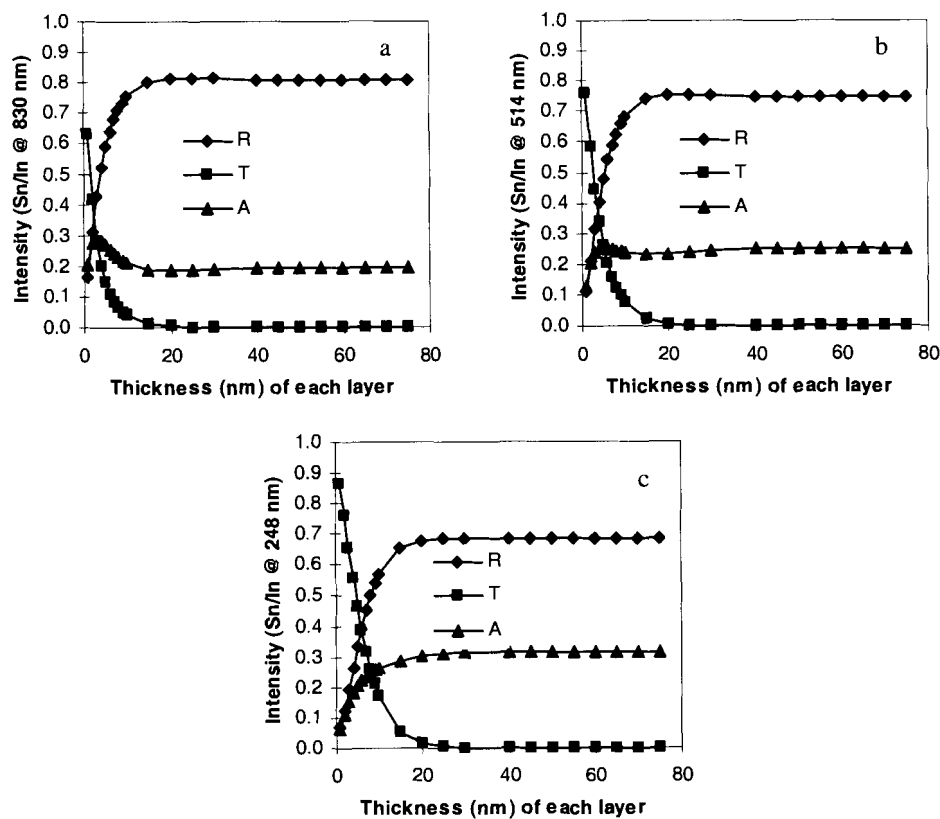 a
Intensity (Sn/In @ 830 nm)
1.0
0.9
0.8
0.7
0.6
0.5
0.4
0.3
0.2
0.1
0.0
R
T
A
0 20 40 60 80
Thickness (nm) of each layer
b
Intensity (Sn/In @ 514 nm)
1.0
0.9
0.8
0.7
0.6
0.5
0.4
0.3
0.2
0.1
0.0
R
T
A
0 20 40 60 80
Thickness (nm) of each layer
c
Intensity (Sn/In @ 248 nm)
1.0
0.9
0.8
0.7
0.6
0.5
0.4
0.3
0.2
0.1
0.0
R
T
A
0 20 40 60 80
Thickness (nm) of each layer